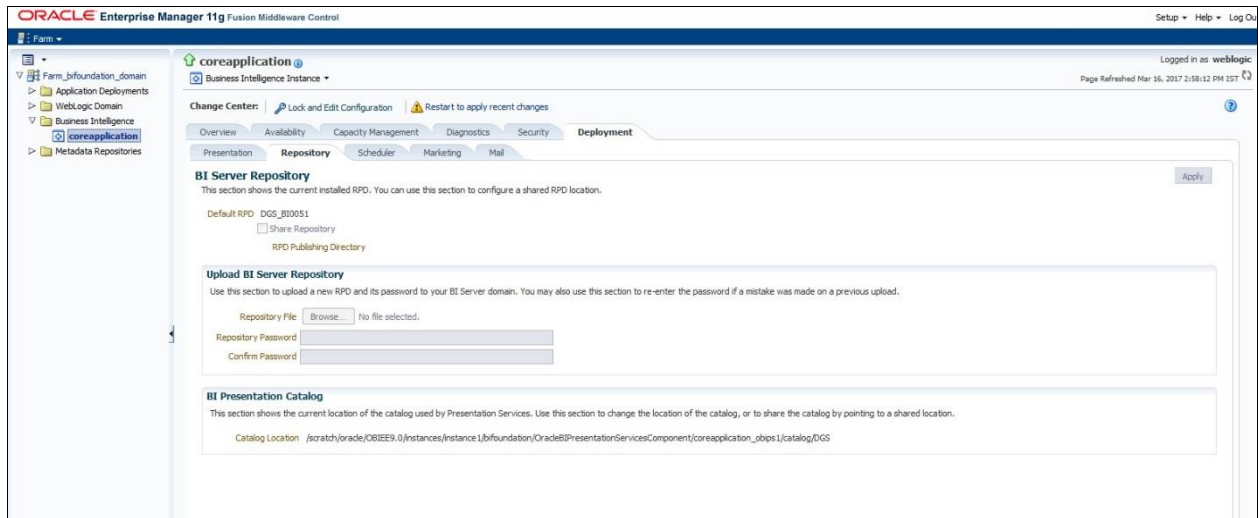 ORACLE Enterprise Manager 11g Fusion Middleware Control
Setup Help Log Ou
Farm
Farm_bifoundation_domain
Application Deployments
WebLogic Domain
Business Intelligence
coreapplication
Metadata Repositories
coreapplication
Logged in as weblogic
Business Intelligence Instance
Page Refreshed Mar 16, 2017 2:58:12 PM IST
Change Center: Lock and Edit Configuration Restart to apply recent changes
Overview Availability Capacity Management Diagnostics Security Deployment
Presentation Repository Scheduler Marketing Mail
BI Server Repository
Apply
This section shows the current installed RPD. You can use this section to configure a shared RPD location.
Default RPD DGS_BI0051
Share Repository
RPD Publishing Directory
Upload BI Server Repository
Use this section to upload a new RPD and its password to your BI Server domain. You may also use this section to re-enter the password if a mistake was made on a previous upload.
Repository File Browse... No file selected.
Repository Password
Confirm Password
BI Presentation Catalog
This section shows the current location of the catalog used by Presentation Services. Use this section to change the location of the catalog, or to share the catalog by pointing to a shared location.
Catalog Location /scratch/oracle/OBIEE9.0/instances/instance1/bifoundation/OracleBIPresentationServicesComponent/coreapplication_obips1/catalog/DGS